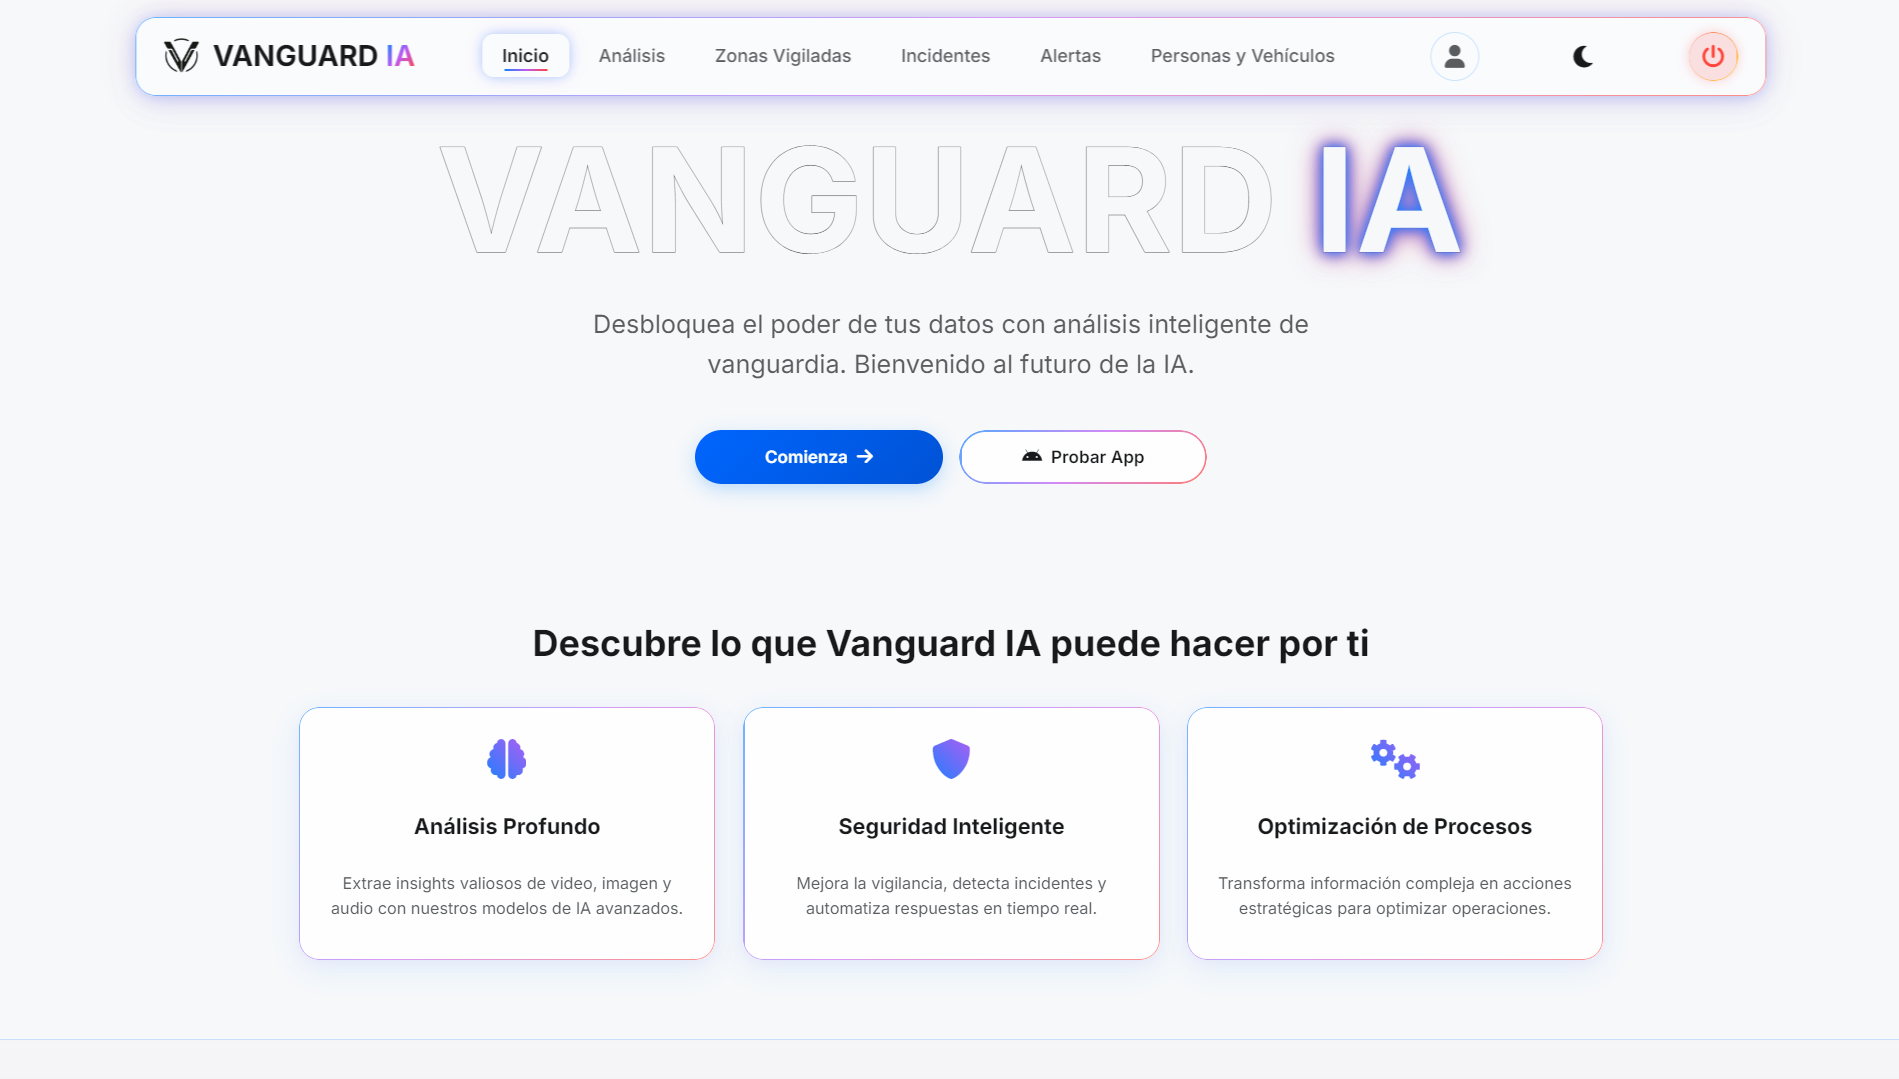 VANGUARD IA
Inicio
Análisis
Zonas Vigiladas
Incidentes
Alertas
Personas y Vehículos
VANGUARD IA
Desbloquea el poder de tus datos con análisis inteligente de
vanguardia. Bienvenido al futuro de la IA.
Comienza
Probar App
Descubre lo que Vanguard IA puede hacer por ti
Análisis Profundo
Extrae insights valiosos de video, imagen y
audio con nuestros modelos de IA avanzados.
Seguridad Inteligente
Mejora la vigilancia, detecta incidentes y
automatiza respuestas en tiempo real.
Optimización de Procesos
Transforma información compleja en acciones
estratégicas para optimizar operaciones.